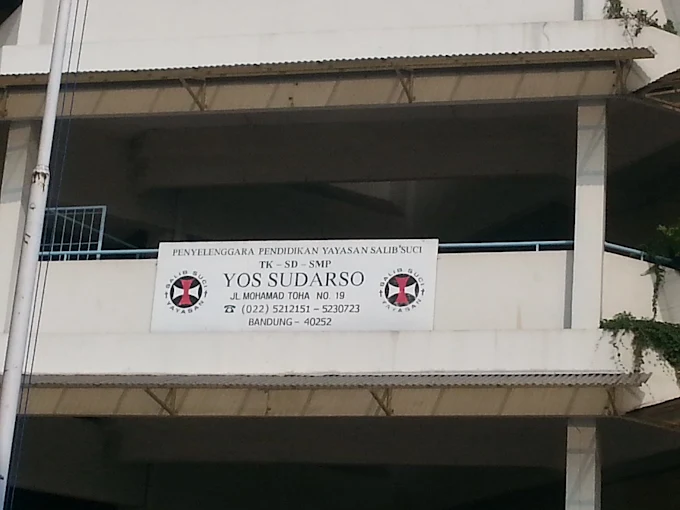 PENYELENGGARA PENDIDIKAN YAYASAN SALIB SUCI
TK - SD - SMP
YOS SUDARSO
JL MOHAMAD TOHA NO. 19
☎ (022) 5212151 - 5230723
BANDUNG - 40252
SALIB SUCI
YAYASAN
SALIB SUCI
YAYASAN